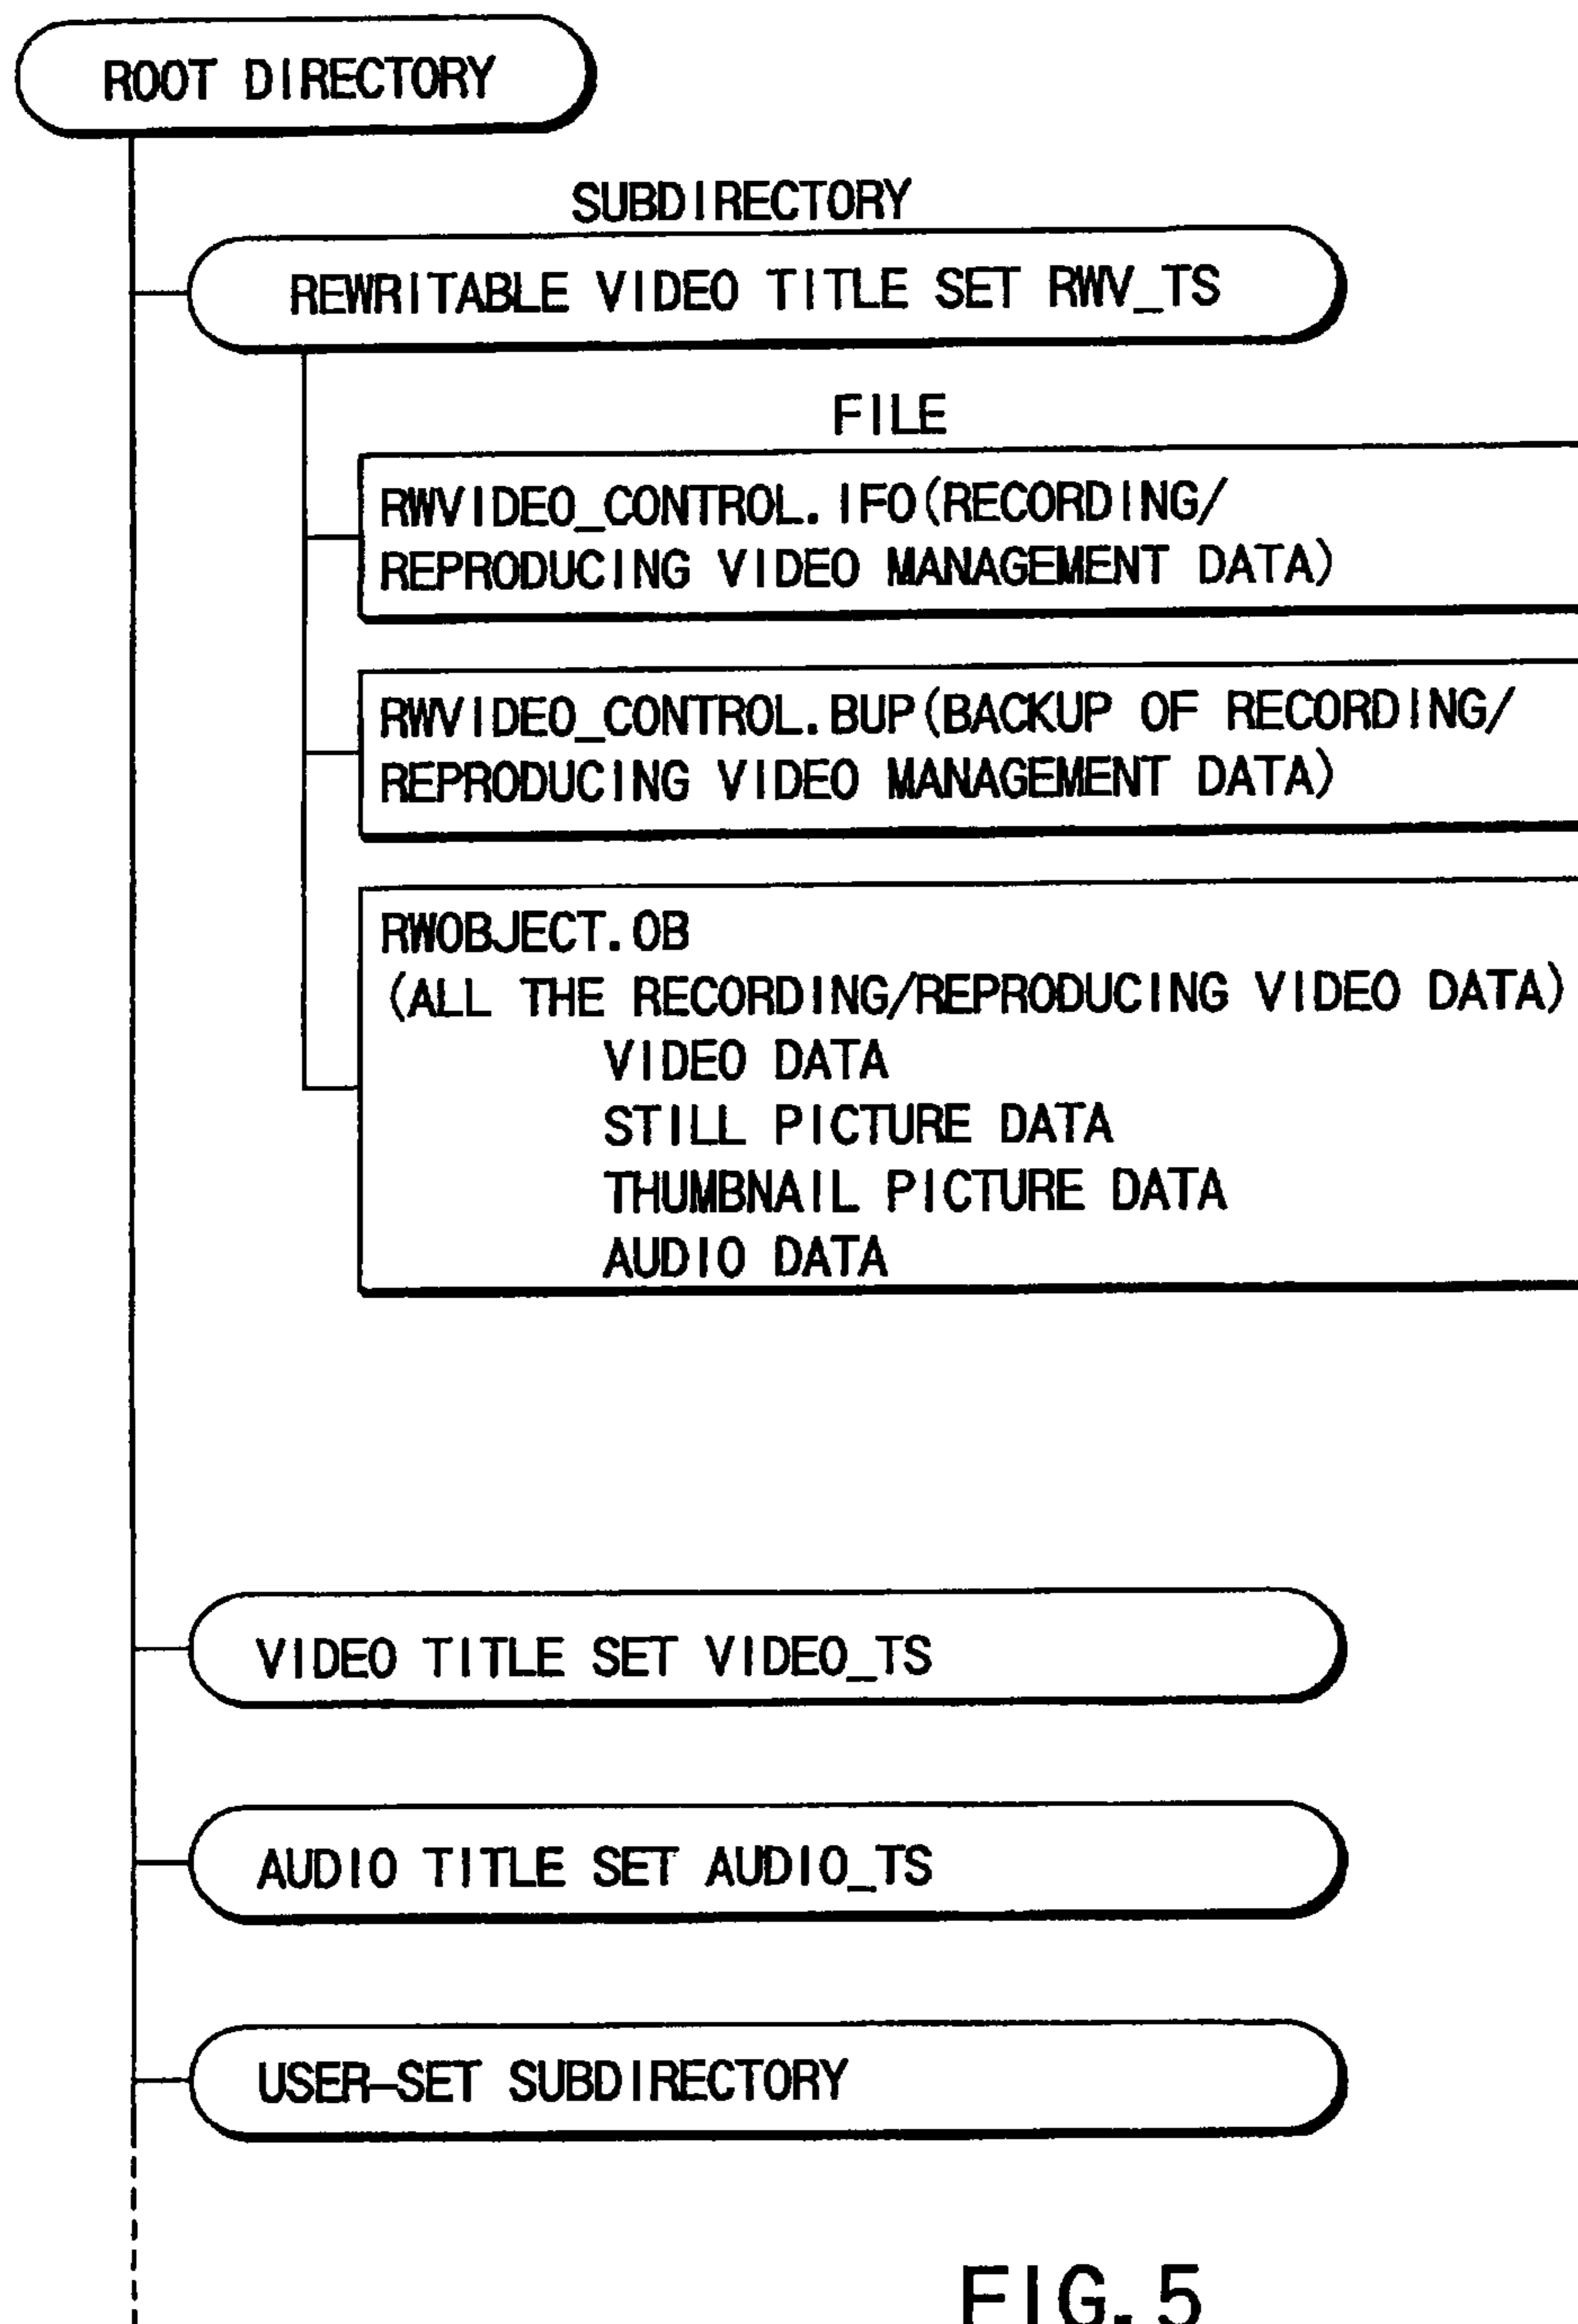 ROOT DIRECTORY
SUBDIRECTORY
REWRITABLE VIDEO TITLE SET RWV_TS
FILE
RWVIDEO_CONTROL.IFO(RECORDING/
REPRODUCING VIDEO MANAGEMENT DATA)
RWVIDEO_CONTROL.BUP(BACKUP OF RECORDING/
REPRODUCING VIDEO MANAGEMENT DATA)
RWOBJECT.OB
(ALL THE RECORDING/REPRODUCING VIDEO DATA)
VIDEO DATA
STILL PICTURE DATA
THUMBNAIL PICTURE DATA
AUDIO DATA
VIDEO TITLE SET VIDEO_TS
AUDIO TITLE SET AUDIO_TS
USER-SET SUBDIRECTORY
FIG.5